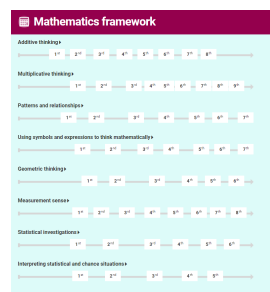 Mathematics framework
Additive thinking
1st 2nd 3rd 4th 5th 6th 7th 8th
Multiplicative thinking
1st 2nd 3rd 4th 5th 6th 7th 8th 9th
Patterns and relationships
1st 2nd 3rd 4th 5th 6th 7th
Using symbols and expressions to think mathematically
1st 2nd 3rd 4th 5th 6th 7th
Geometric thinking
1st 2nd 3rd 4th 5th 6th
Measurement sense
1st 2nd 3rd 4th 5th 6th 7th 8th
Statistical investigations
1st 2nd 3rd 4th 5th 6th
Interpreting statistical and chance situations
1st 2nd 3rd 4th 5th